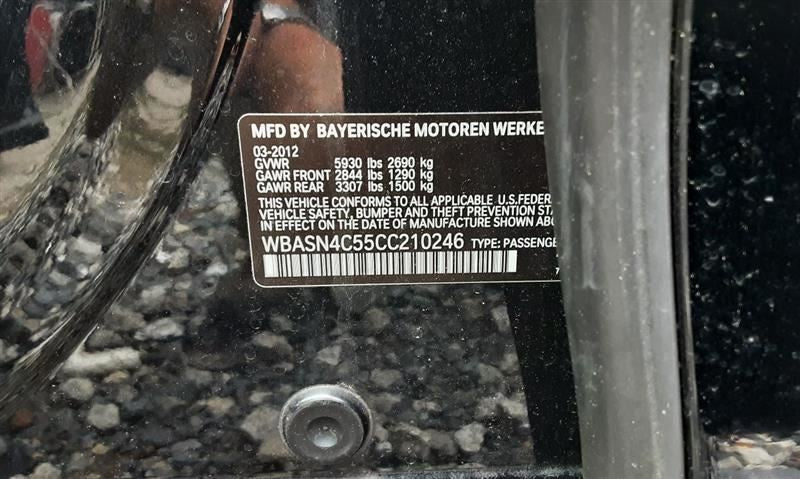 MFD BY BAYERISCHE MOTOREN WERKE
03-2012
GVWR 5930 lbs 2690 kg
GAWR FRONT 2844 lbs 1290 kg
GAWR REAR 3307 lbs 1500 kg
THIS VEHICLE CONFORMS TO ALL APPLICABLE U.S.FEDER
VEHICLE SAFETY, BUMPER AND THEFT PREVENTION STA
IN EFFECT ON THE DATE OF MANUFACTURE SHOWN ABO
WBASN4C55CC210246 TYPE: PASSENGE